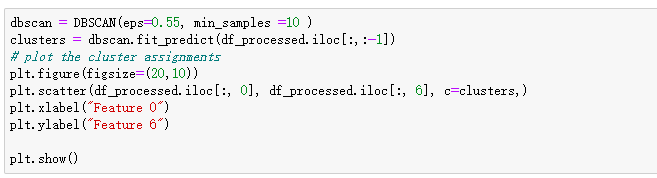 dbscan = DBSCAN(eps=0.55, min_samples =10 )
clusters = dbscan.fit_predict(df_processed.iloc[:,:-1])
# plot the cluster assignments
plt.figure(figsize=(20,10))
plt.scatter(df_processed.iloc[:, 0], df_processed.iloc[:, 6], c=clusters,)
plt.xlabel("Feature 0")
plt.ylabel("Feature 6")
plt.show()